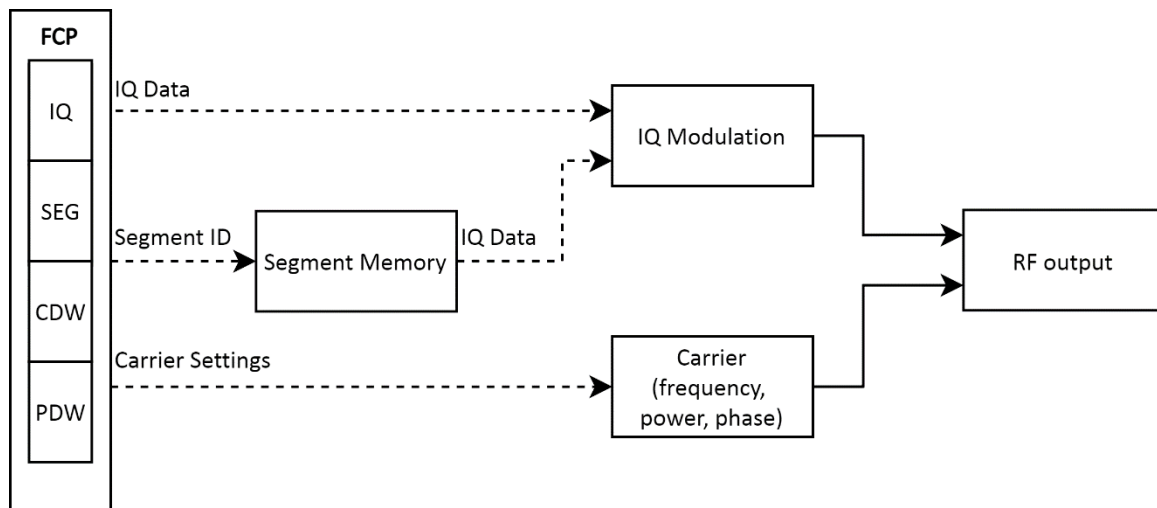 FCP
IQ
SEG
CDW
PDW
IQ Data
Segment ID
Segment Memory
IQ Data
Carrier Settings
IQ Modulation
Carrier
(frequency,
power, phase)
RF output